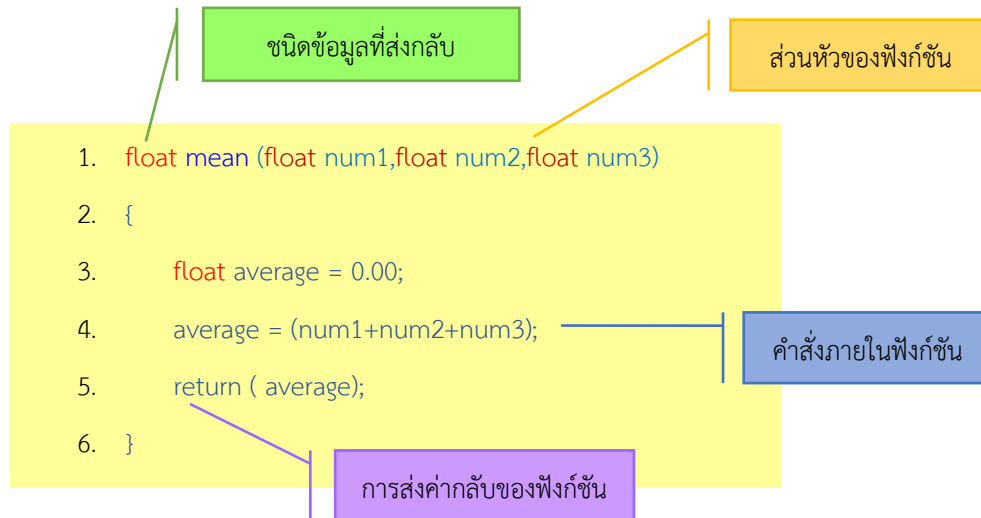 ชนิดข้อมูลที่ส่งกลับ
ส่วนหัวของฟังก์ชัน
1. float mean (float num1,float num2,float num3)
2. {
3. float average = 0.00;
4. average = (num1+num2+num3);
คำสั่งภายในฟังก์ชัน
5. return ( average);
6. }
การส่งค่ากลับของฟังก์ชัน